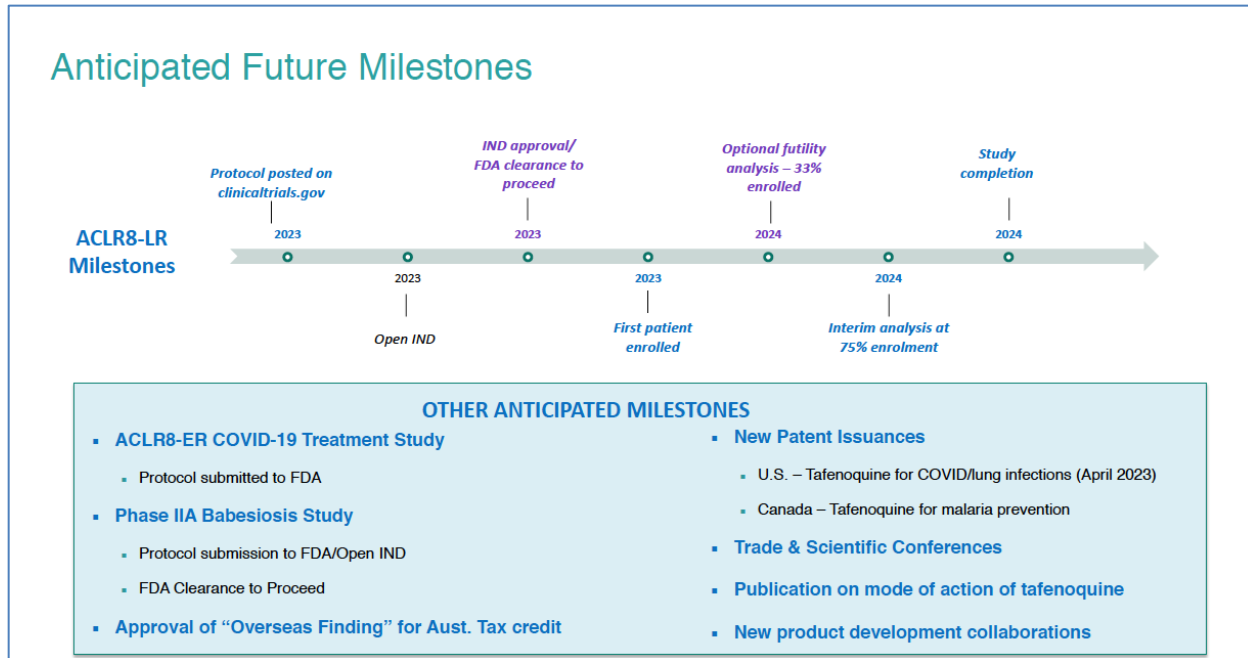 Anticipated Future Milestones
Protocol posted on
clinicaltrials.gov
IND approval/
FDA clearance to
proceed
Optional futility
analysis – 33%
enrolled
Study
completion
ACLR8-LR
Milestones
2023
2023
2024
2024
2023
2023
2024
Open IND
First patient
enrolled
Interim analysis at
75% enrolment
OTHER ANTICIPATED MILESTONES
▪ ACLR8-ER COVID-19 Treatment Study
▪ Protocol submitted to FDA
▪ Phase IIA Babesiosis Study
▪ Protocol submission to FDA/Open IND
▪ FDA Clearance to Proceed
▪ Approval of “Overseas Finding” for Aust. Tax credit
▪ New Patent Issuances
▪ U.S. – Tafenoquine for COVID/lung infections (April 2023)
▪ Canada – Tafenoquine for malaria prevention
▪ Trade & Scientific Conferences
▪ Publication on mode of action of tafenoquine
▪ New product development collaborations